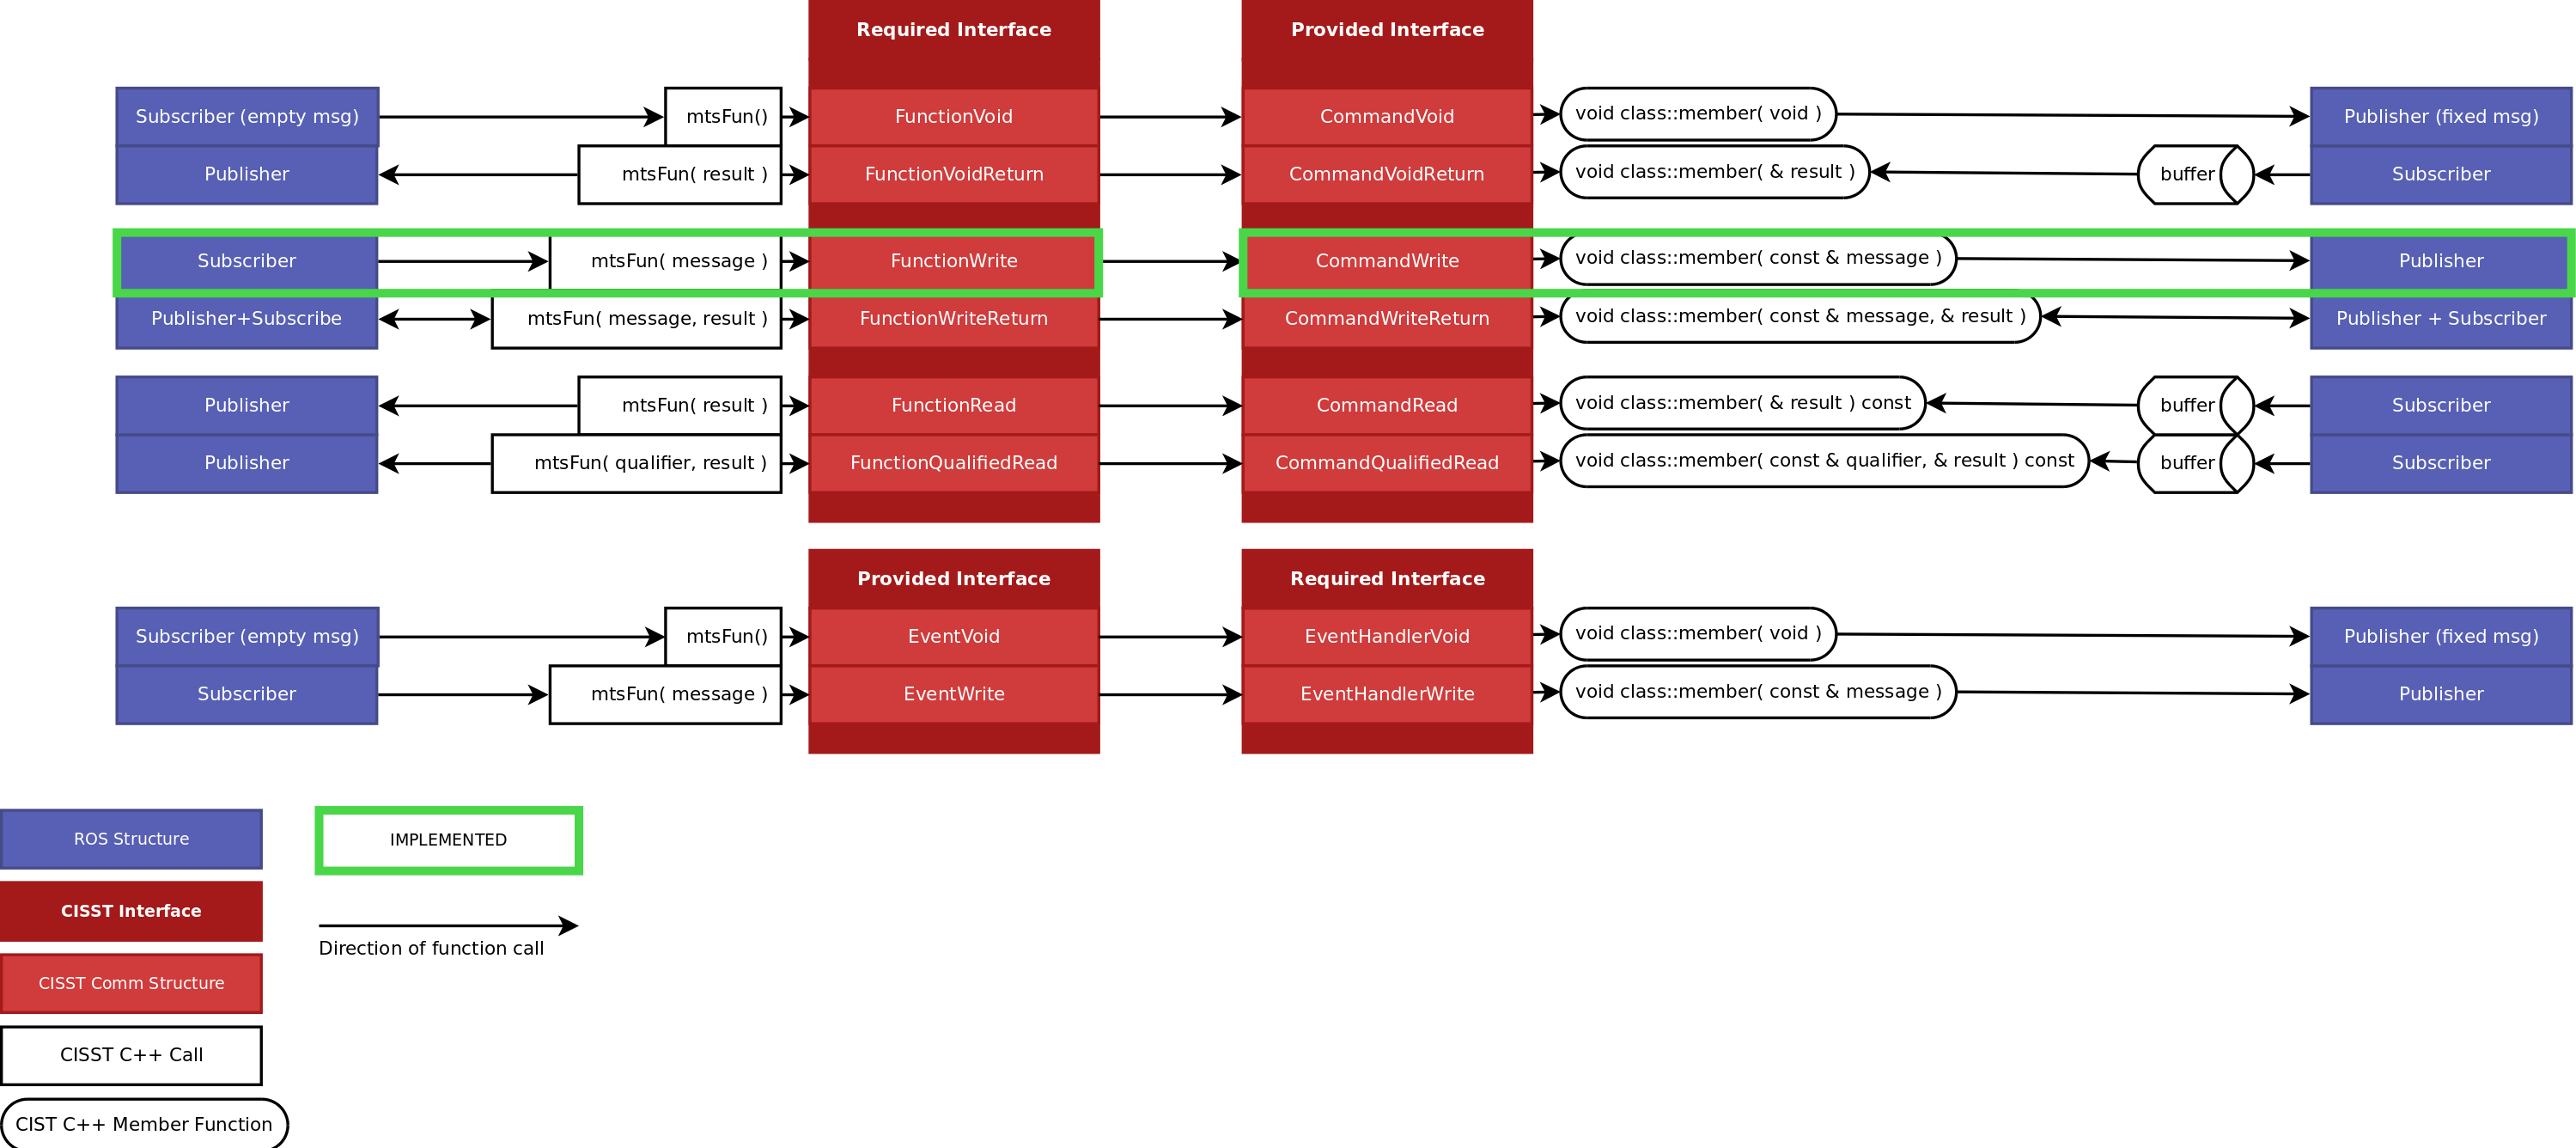 Required Interface Provided Interface
Subscriber (empty msg) mtsFun() FunctionVoid CommandVoid void class::member( void ) Publisher (fixed msg)
Publisher mtsFun( result ) FunctionVoidReturn CommandVoidReturn void class::member( & result ) buffer Subscriber
Subscriber mtsFun( message ) FunctionWrite CommandWrite void class::member( const & message ) Publisher
Publisher+Subscribe mtsFun( message, result ) FunctionWriteReturn CommandWriteReturn void class::member( const & message, & result ) Publisher + Subscriber
Publisher mtsFun( result ) FunctionRead CommandRead void class::member( & result ) const buffer Subscriber
Publisher mtsFun( qualifier, result ) FunctionQualifiedRead CommandQualifiedRead void class::member( const & qualifier, & result ) const buffer Subscriber
Provided Interface Required Interface
Subscriber (empty msg) mtsFun() EventVoid EventHandlerVoid void class::member( void ) Publisher (fixed msg)
Subscriber mtsFun( message ) EventWrite EventHandlerWrite void class::member( const & message ) Publisher
ROS Structure IMPLEMENTED
CISST Interface
Direction of function call
CISST Comm Structure
CISST C++ Call
CIST C++ Member Function